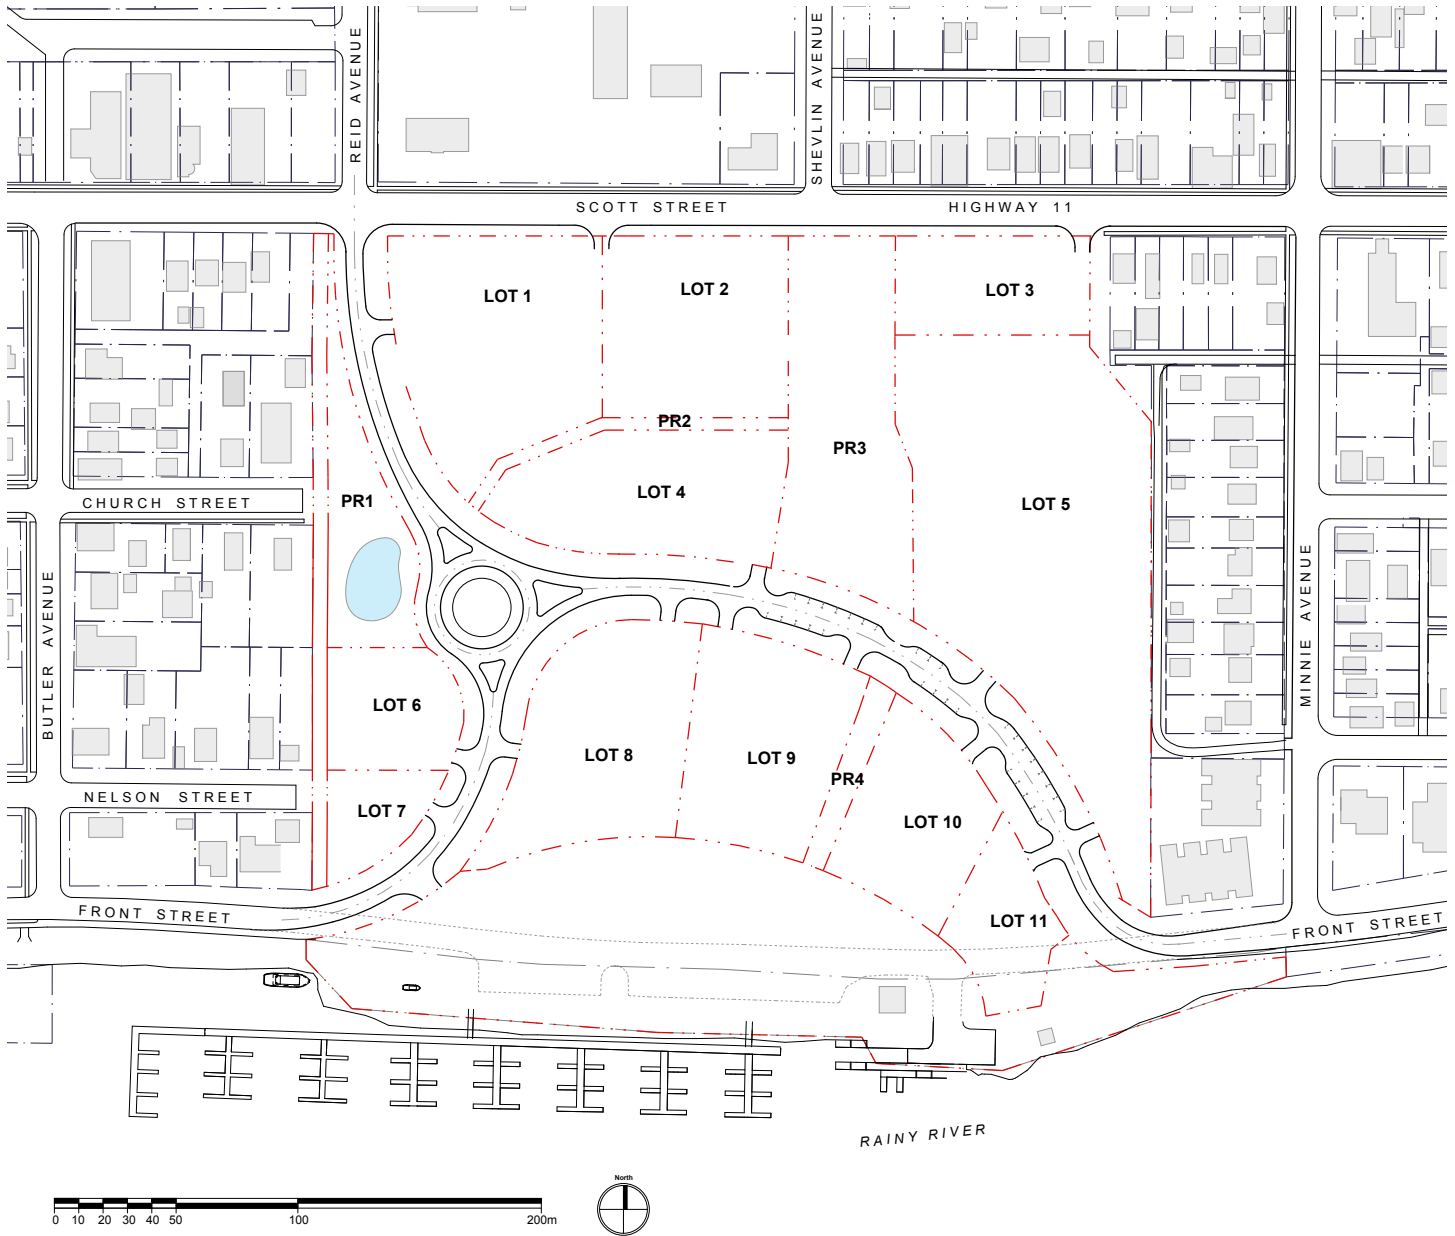 REID AVENUE
SHEVLIN AVENUE
SCOTT STREET
HIGHWAY 11
LOT 1
LOT 2
LOT 3
PR2
PR3
LOT 4
PR1
LOT 5
CHURCH STREET
BUTLER AVENUE
MINNIE AVENUE
LOT 6
LOT 8
LOT 9
PR4
NELSON STREET
LOT 7
LOT 10
FRONT STREET
LOT 11
FRONT STREET
RAINY RIVER
North
0 10 20 30 40 50 100 200m